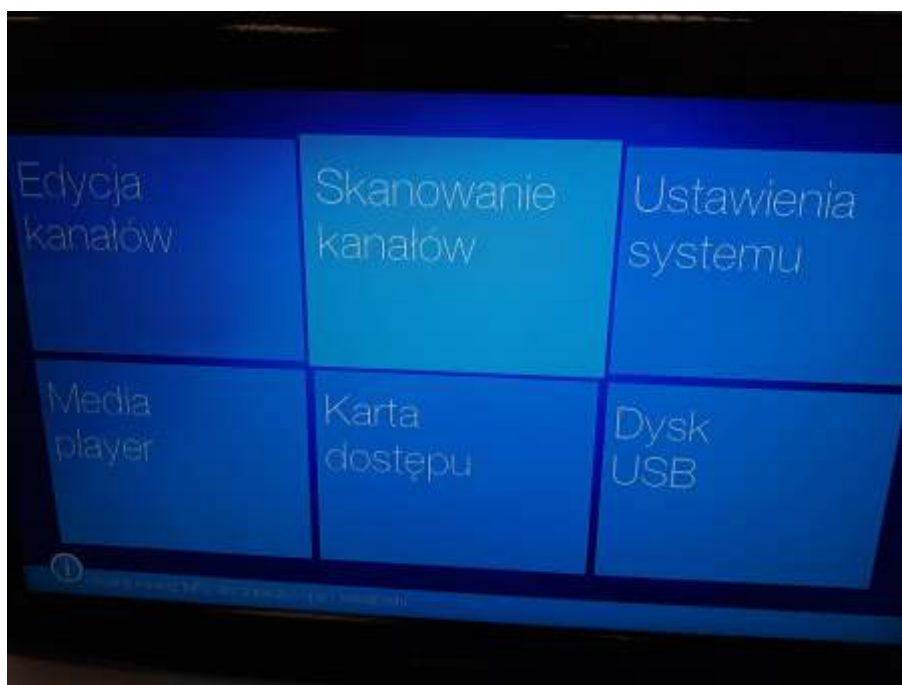 Edycja
kanałów
Skanowanie
kanałów
Ustawienia
systemu
Media
player
Karta
dostępu
Dysk
USB